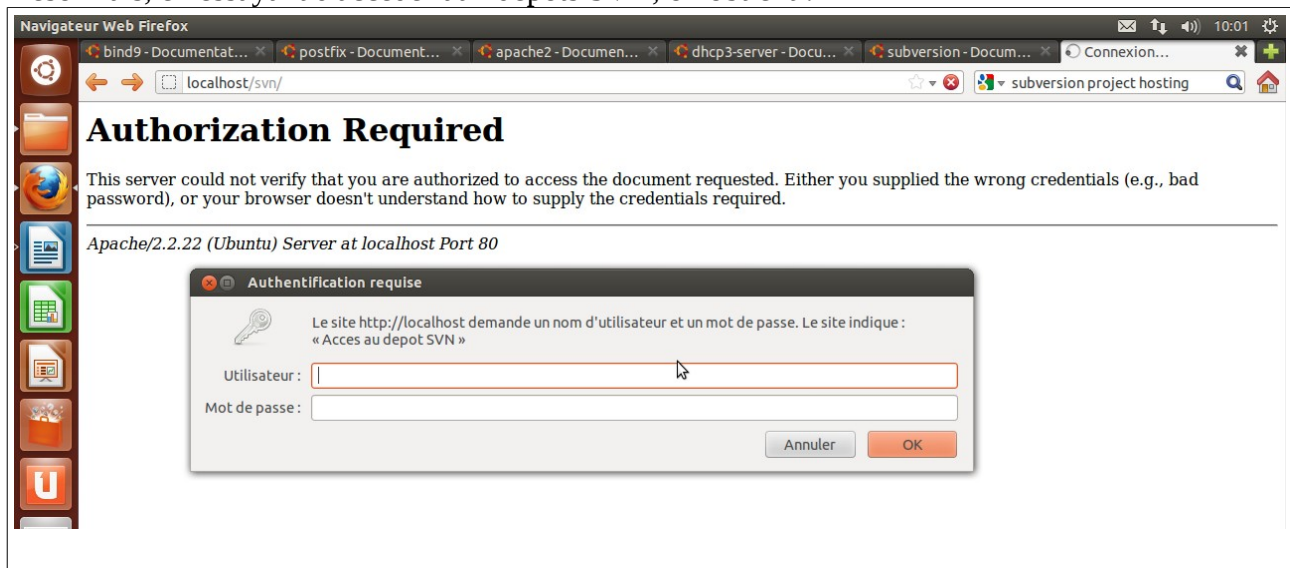 Navigateur Web Firefox
10:01
bind9 - Documentat...
postfix - Document...
apache2 - Documen...
dhcp3-server - Docu...
subversion - Docum...
Connexion...
localhost/svn/
subversion project hosting
Authorization Required
This server could not verify that you are authorized to access the document requested. Either you supplied the wrong credentials (e.g., bad
password), or your browser doesn't understand how to supply the credentials required.
Apache/2.2.22 (Ubuntu) Server at localhost Port 80
Authentification requise
Le site http://localhost demande un nom d'utilisateur et un mot de passe. Le site indique :
« Acces au depot SVN »
Utilisateur :
Mot de passe :
Annuler
OK